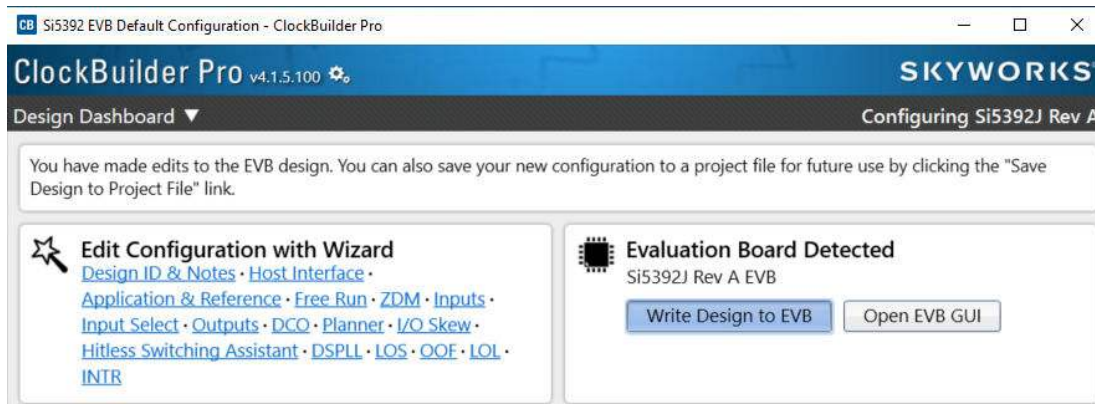 CB Si5392 EVB Default Configuration - ClockBuilder Pro
ClockBuilder Pro v4.1.5.100
SKYWORKS
Design Dashboard ▼
Configuring Si5392J Rev A
You have made edits to the EVB design. You can also save your new configuration to a project file for future use by clicking the "Save
Design to Project File" link.
Edit Configuration with Wizard
Design ID & Notes · Host Interface ·
Application & Reference · Free Run · ZDM · Inputs ·
Input Select · Outputs · DCO · Planner · I/O Skew ·
Hitless Switching Assistant · DSPLL · LOS · OOF · LOL ·
INTR
Evaluation Board Detected
Si5392J Rev A EVB
Write Design to EVB
Open EVB GUI